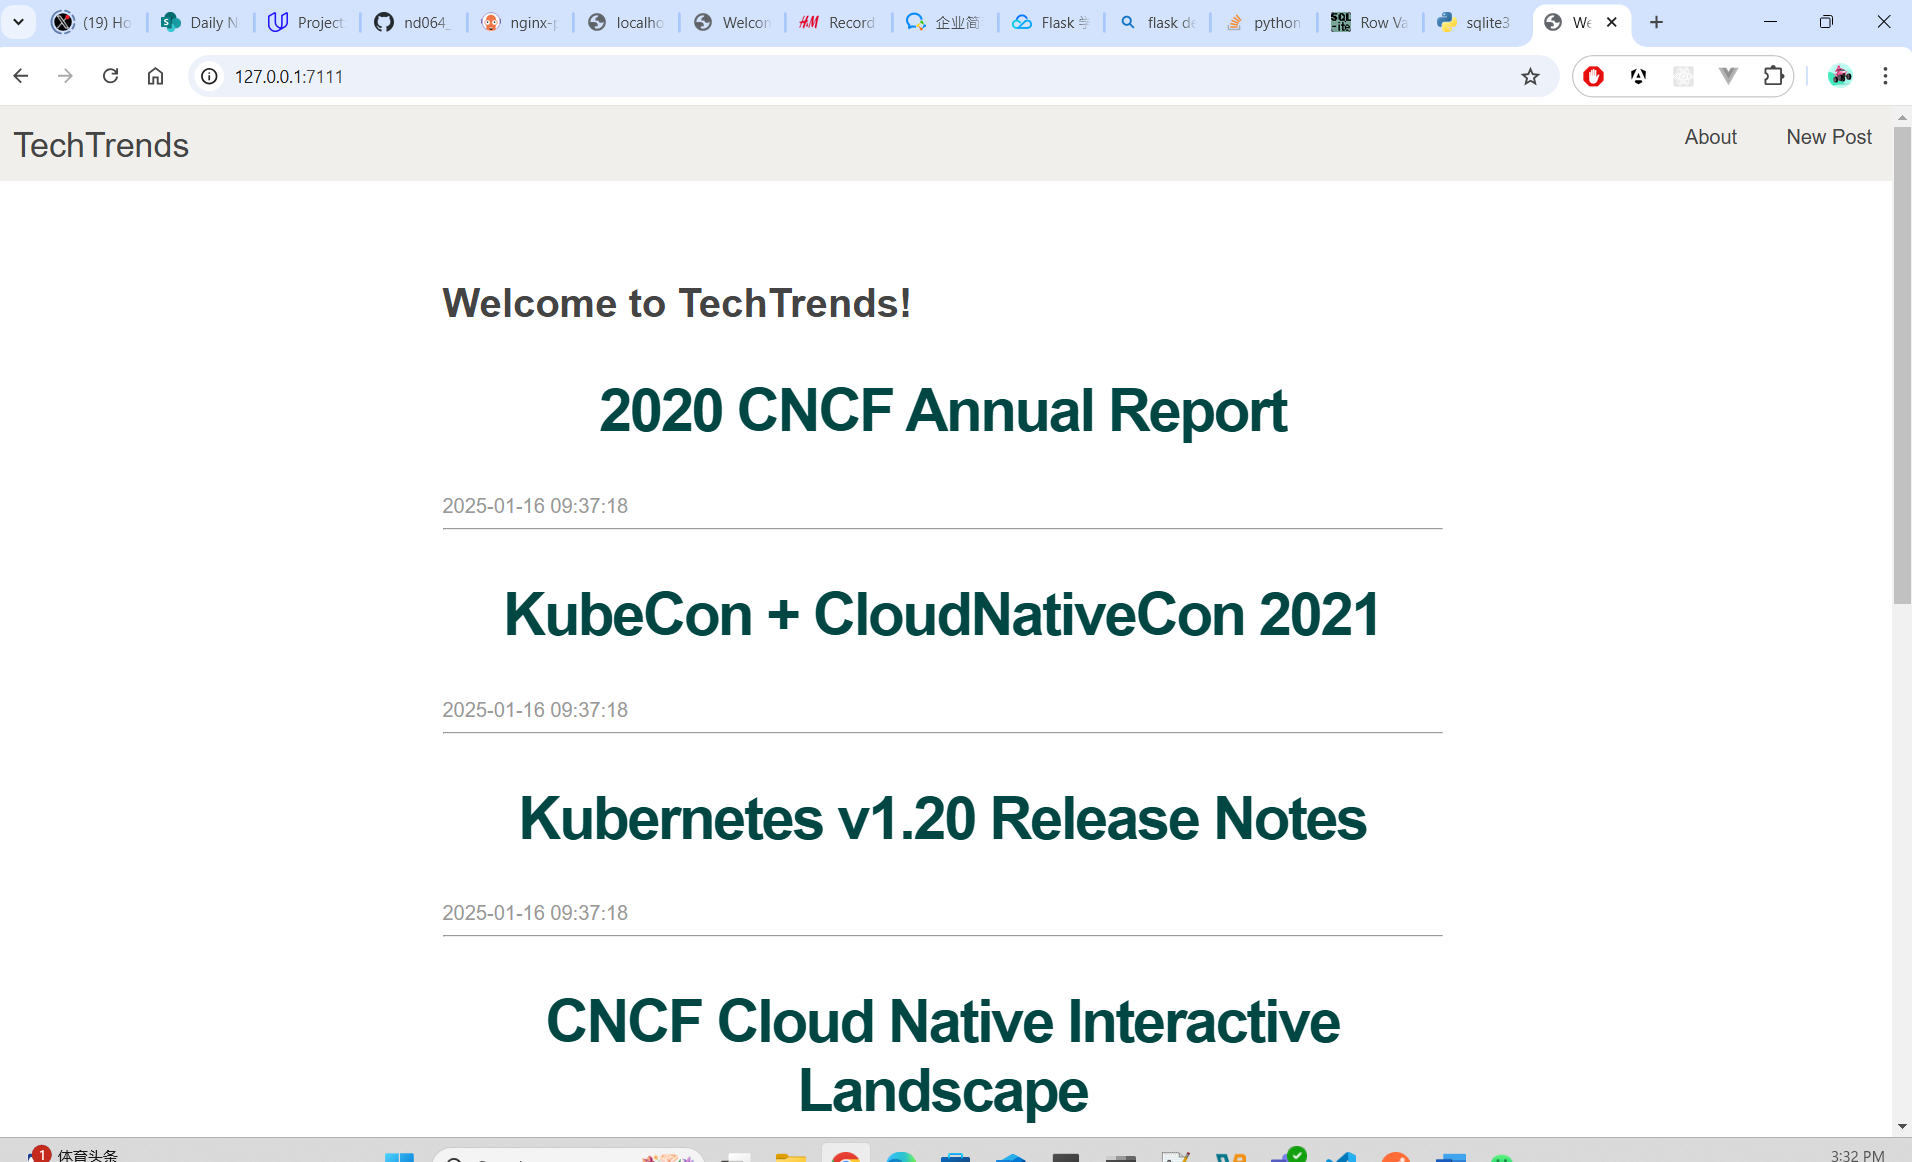 (19) Ho
Daily N
Project
nd064_
nginx-p
localho
Welcon
H&M Record
企业简
Flask 学
flask de
python
SQLite Row Va
sqlite3
We
127.0.0.1:7111
TechTrends
About
New Post
Welcome to TechTrends!
2020 CNCF Annual Report
2025-01-16 09:37:18
KubeCon + CloudNativeCon 2021
2025-01-16 09:37:18
Kubernetes v1.20 Release Notes
2025-01-16 09:37:18
CNCF Cloud Native Interactive
Landscape
1
体育头条
3:32 PM